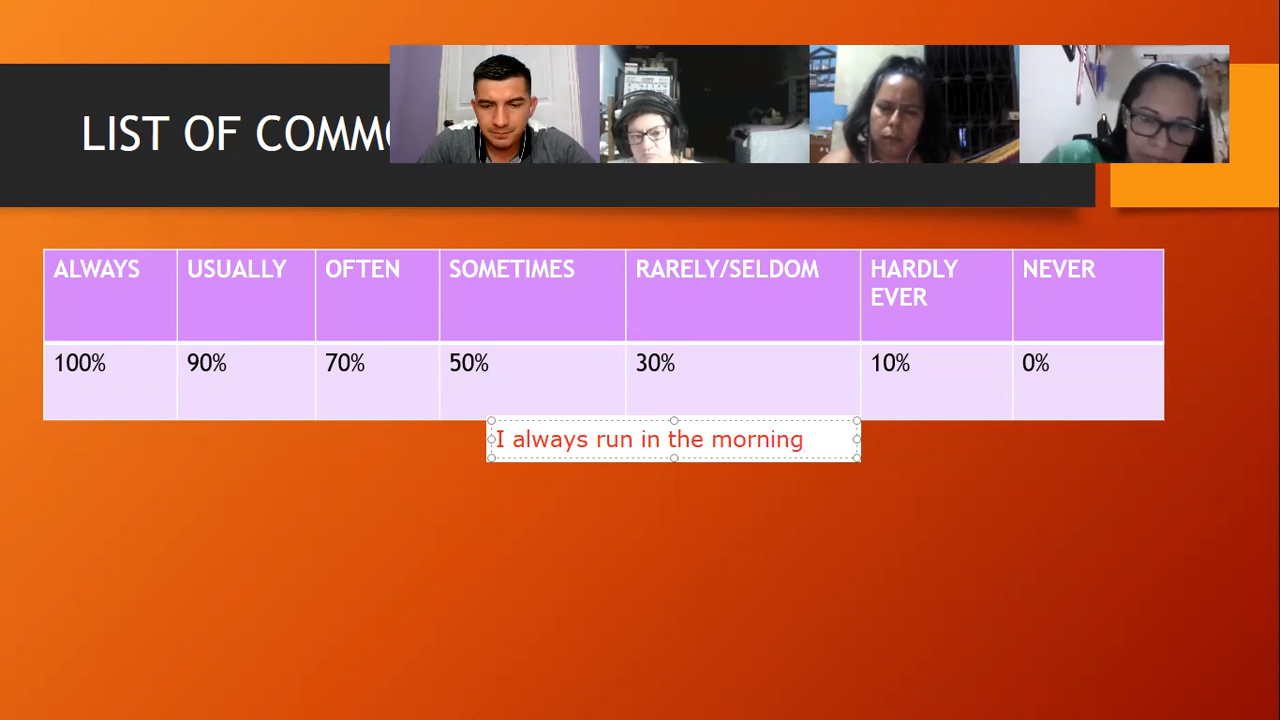 LIST OF COMMO
ALWAYS USUALLY OFTEN SOMETIMES RARELY/SELDOM HARDLY EVER NEVER
100% 90% 70% 50% 30% 10% 0%
I always run in the morning